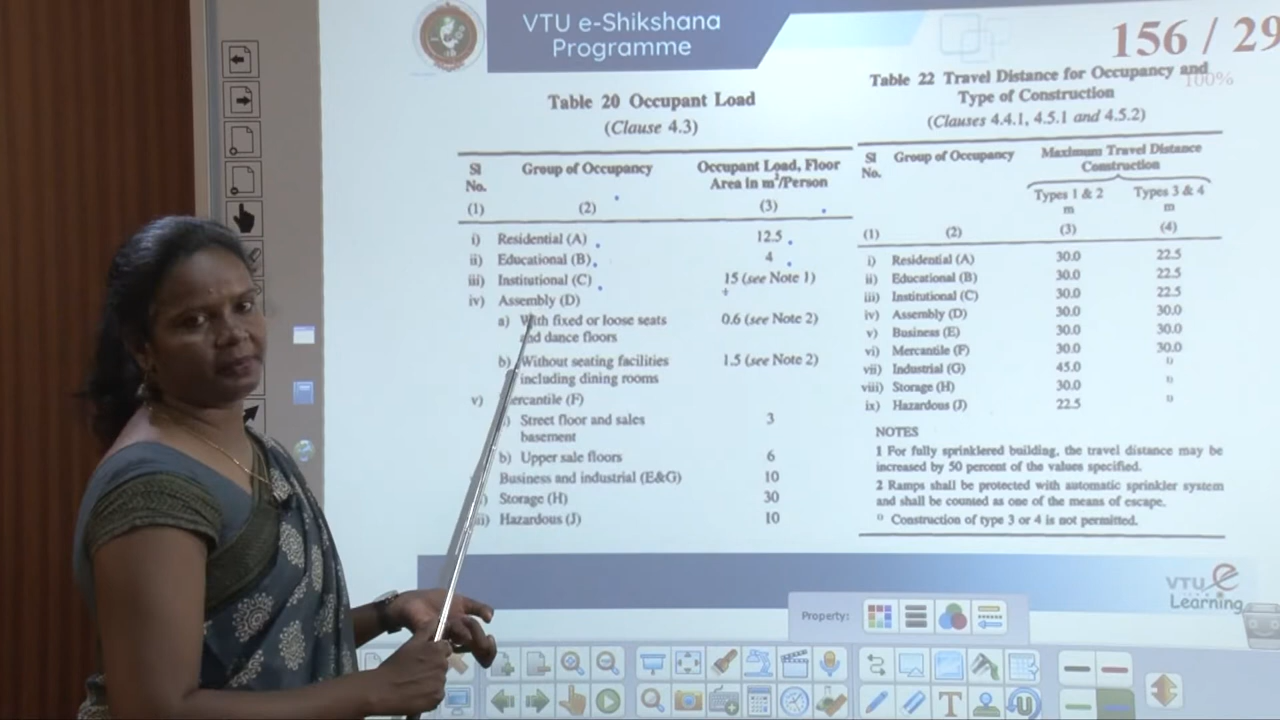 VTU e-Shikshana
Programme
156 / 29
100%
Table 20 Occupant Load
(Clause 4.3)
Sl No. Group of Occupancy Occupant Load, Floor Area in m²/Person
(1) (2) (3)
i) Residential (A) 12.5
ii) Educational (B) 4
iii) Institutional (C) 15 (see Note 1)
iv) Assembly (D)
a) With fixed or loose seats and dance floors 0.6 (see Note 2)
b) Without seating facilities including dining rooms 1.5 (see Note 2)
v) Mercantile (F)
Street floor and sales basement 3
b) Upper sale floors 6
Business and industrial (E&G) 10
Storage (H) 30
Hazardous (J) 10
Table 22 Travel Distance for Occupancy and
Type of Construction
(Clauses 4.4.1, 4.5.1 and 4.5.2)
Sl No. Group of Occupancy Maximum Travel Distance Construction
Types 1 & 2 Types 3 & 4
m m
(1) (2) (3) (4)
i) Residential (A) 30.0 22.5
ii) Educational (B) 30.0 22.5
iii) Institutional (C) 30.0 22.5
iv) Assembly (D) 30.0 30.0
v) Business (E) 30.0 30.0
vi) Mercantile (F) 30.0 30.0
vii) Industrial (G) 45.0 1)
viii) Storage (H) 30.0 1)
ix) Hazardous (J) 22.5 1)
NOTES
1 For fully sprinklered building, the travel distance may be
increased by 50 percent of the values specified.
2 Ramps shall be protected with automatic sprinkler system
and shall be counted as one of the means of escape.
1) Construction of type 3 or 4 is not permitted.
VTU e
Learning
Property: